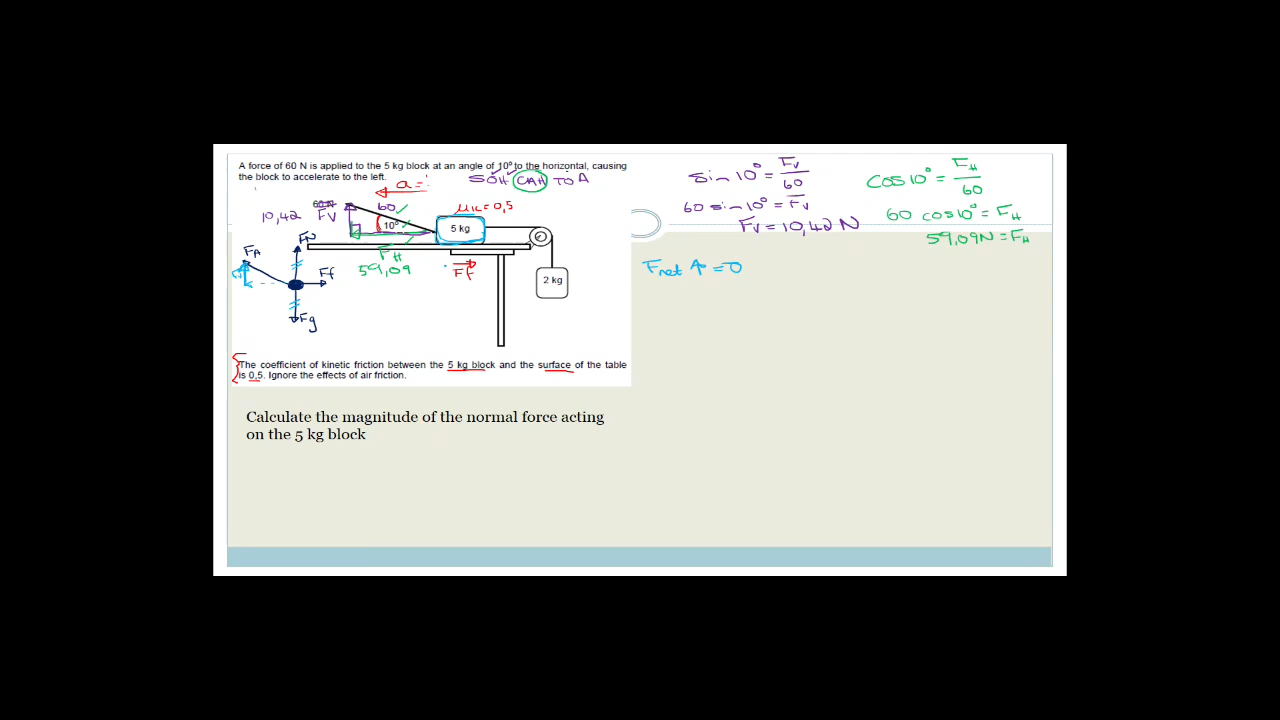 A force of 60 N is applied to the 5 kg block at an angle of 10° to the horizontal, causing
the block to accelerate to the left.
SOH CAH TOA
a =
60
μk = 0,5
10,42 Fv
10°
5 kg
FN
FH
59,09
Ff
FA
Ff
2 kg
Fg
The coefficient of kinetic friction between the 5 kg block and the surface of the table
is 0,5. Ignore the effects of air friction.
Calculate the magnitude of the normal force acting
on the 5 kg block
sin 10° = Fv/60
60 sin 10° = Fv
Fv = 10,42 N
cos 10° = FH/60
60 cos 10° = FH
59,09N = FH
Fnet ↑ = 0